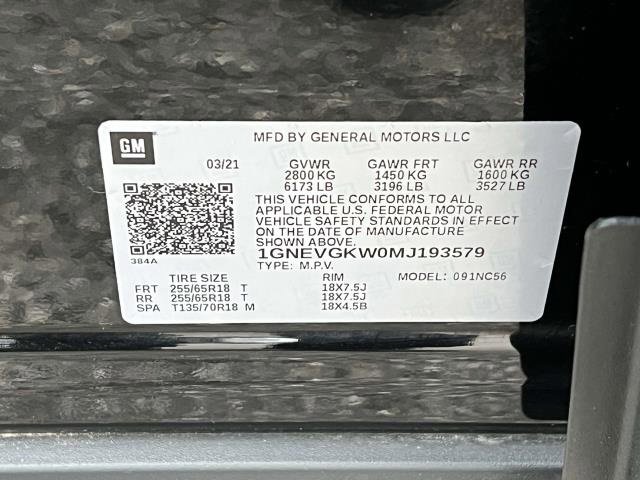 GM
MFD BY GENERAL MOTORS LLC
03/21 GVWR GAWR FRT GAWR RR
2800 KG 1450 KG 1600 KG
6173 LB 3196 LB 3527 LB
THIS VEHICLE CONFORMS TO ALL
APPLICABLE U.S. FEDERAL MOTOR
VEHICLE SAFETY STANDARDS IN EFFECT
ON THE DATE OF MANUFACTURE
SHOWN ABOVE.
384A 1GNEVGKW0MJ193579
TYPE: M.P.V. MODEL: 091NC56
TIRE SIZE RIM
FRT 255/65R18 T 18X7.5J
RR 255/65R18 T 18X7.5J
SPA T135/70R18 M 18X4.5B